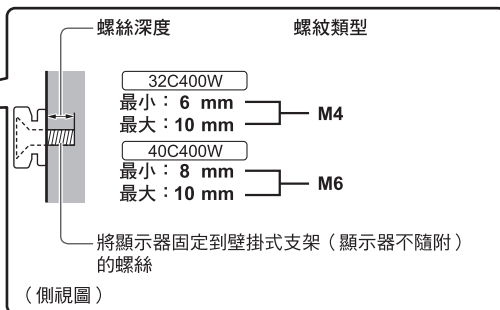 螺絲深度
螺紋類型
32C400W
最小：6 mm
最大：10 mm
M4
40C400W
最小：8 mm
最大：10 mm
M6
將顯示器固定到壁掛式支架（顯示器不隨附）
的螺絲
（側視圖）